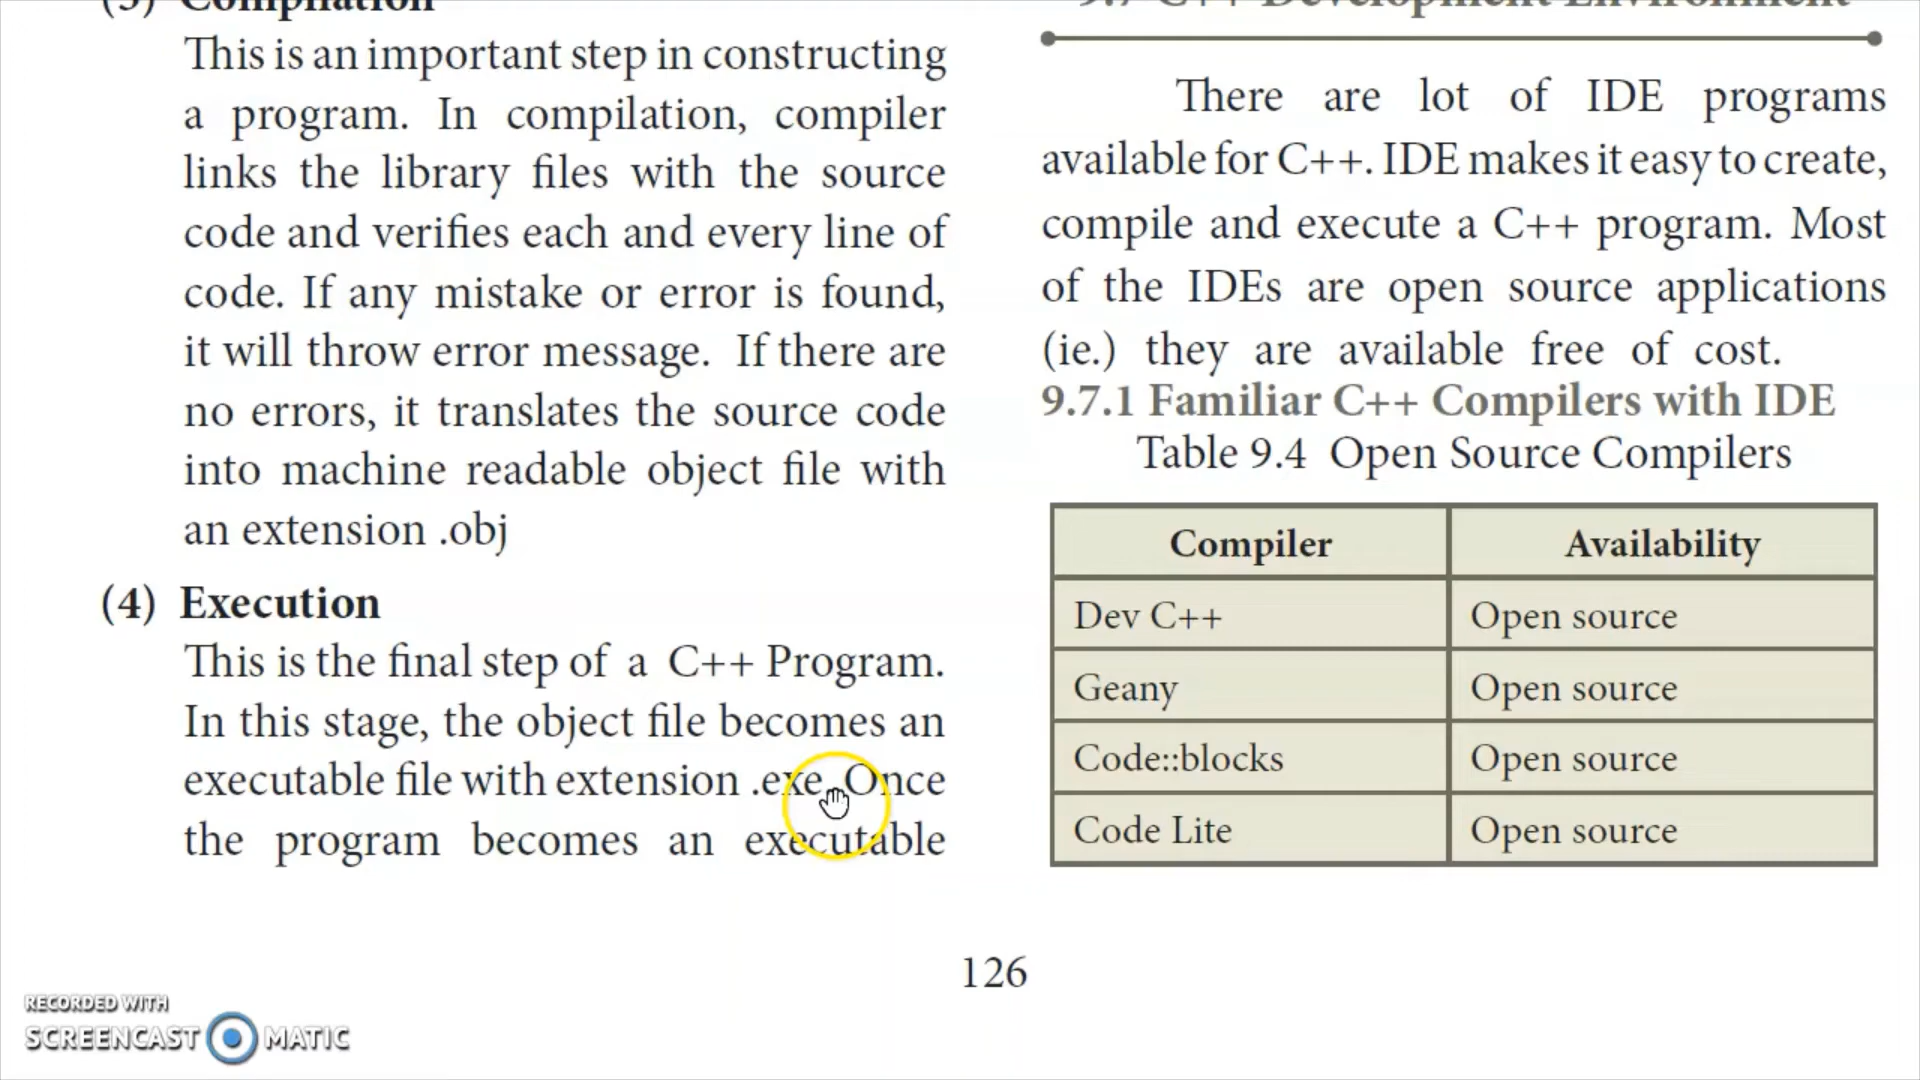 (3) Compilation
This is an important step in constructing
a program. In compilation, compiler
links the library files with the source
code and verifies each and every line of
code. If any mistake or error is found,
it will throw error message. If there are
no errors, it translates the source code
into machine readable object file with
an extension .obj
(4) Execution
This is the final step of a C++ Program.
In this stage, the object file becomes an
executable file with extension .exe. Once
the program becomes an executable
9.7 C++ Development Environment
There are lot of IDE programs
available for C++. IDE makes it easy to create,
compile and execute a C++ program. Most
of the IDEs are open source applications
(ie.) they are available free of cost.
9.7.1 Familiar C++ Compilers with IDE
Table 9.4 Open Source Compilers
Compiler Availability
Dev C++ Open source
Geany Open source
Code::blocks Open source
Code Lite Open source
126
RECORDED WITH
SCREENCAST MATIC